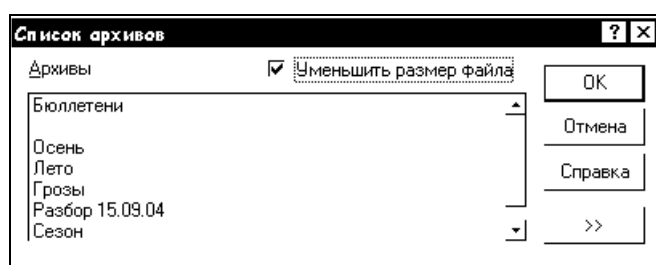 Список архивов
Архивы
Уменьшить размер файла
OK
Бюллетени
Отмена
Осень
Лето
Справка
Грозы
Разбор 15.09.04
Сезон
>>